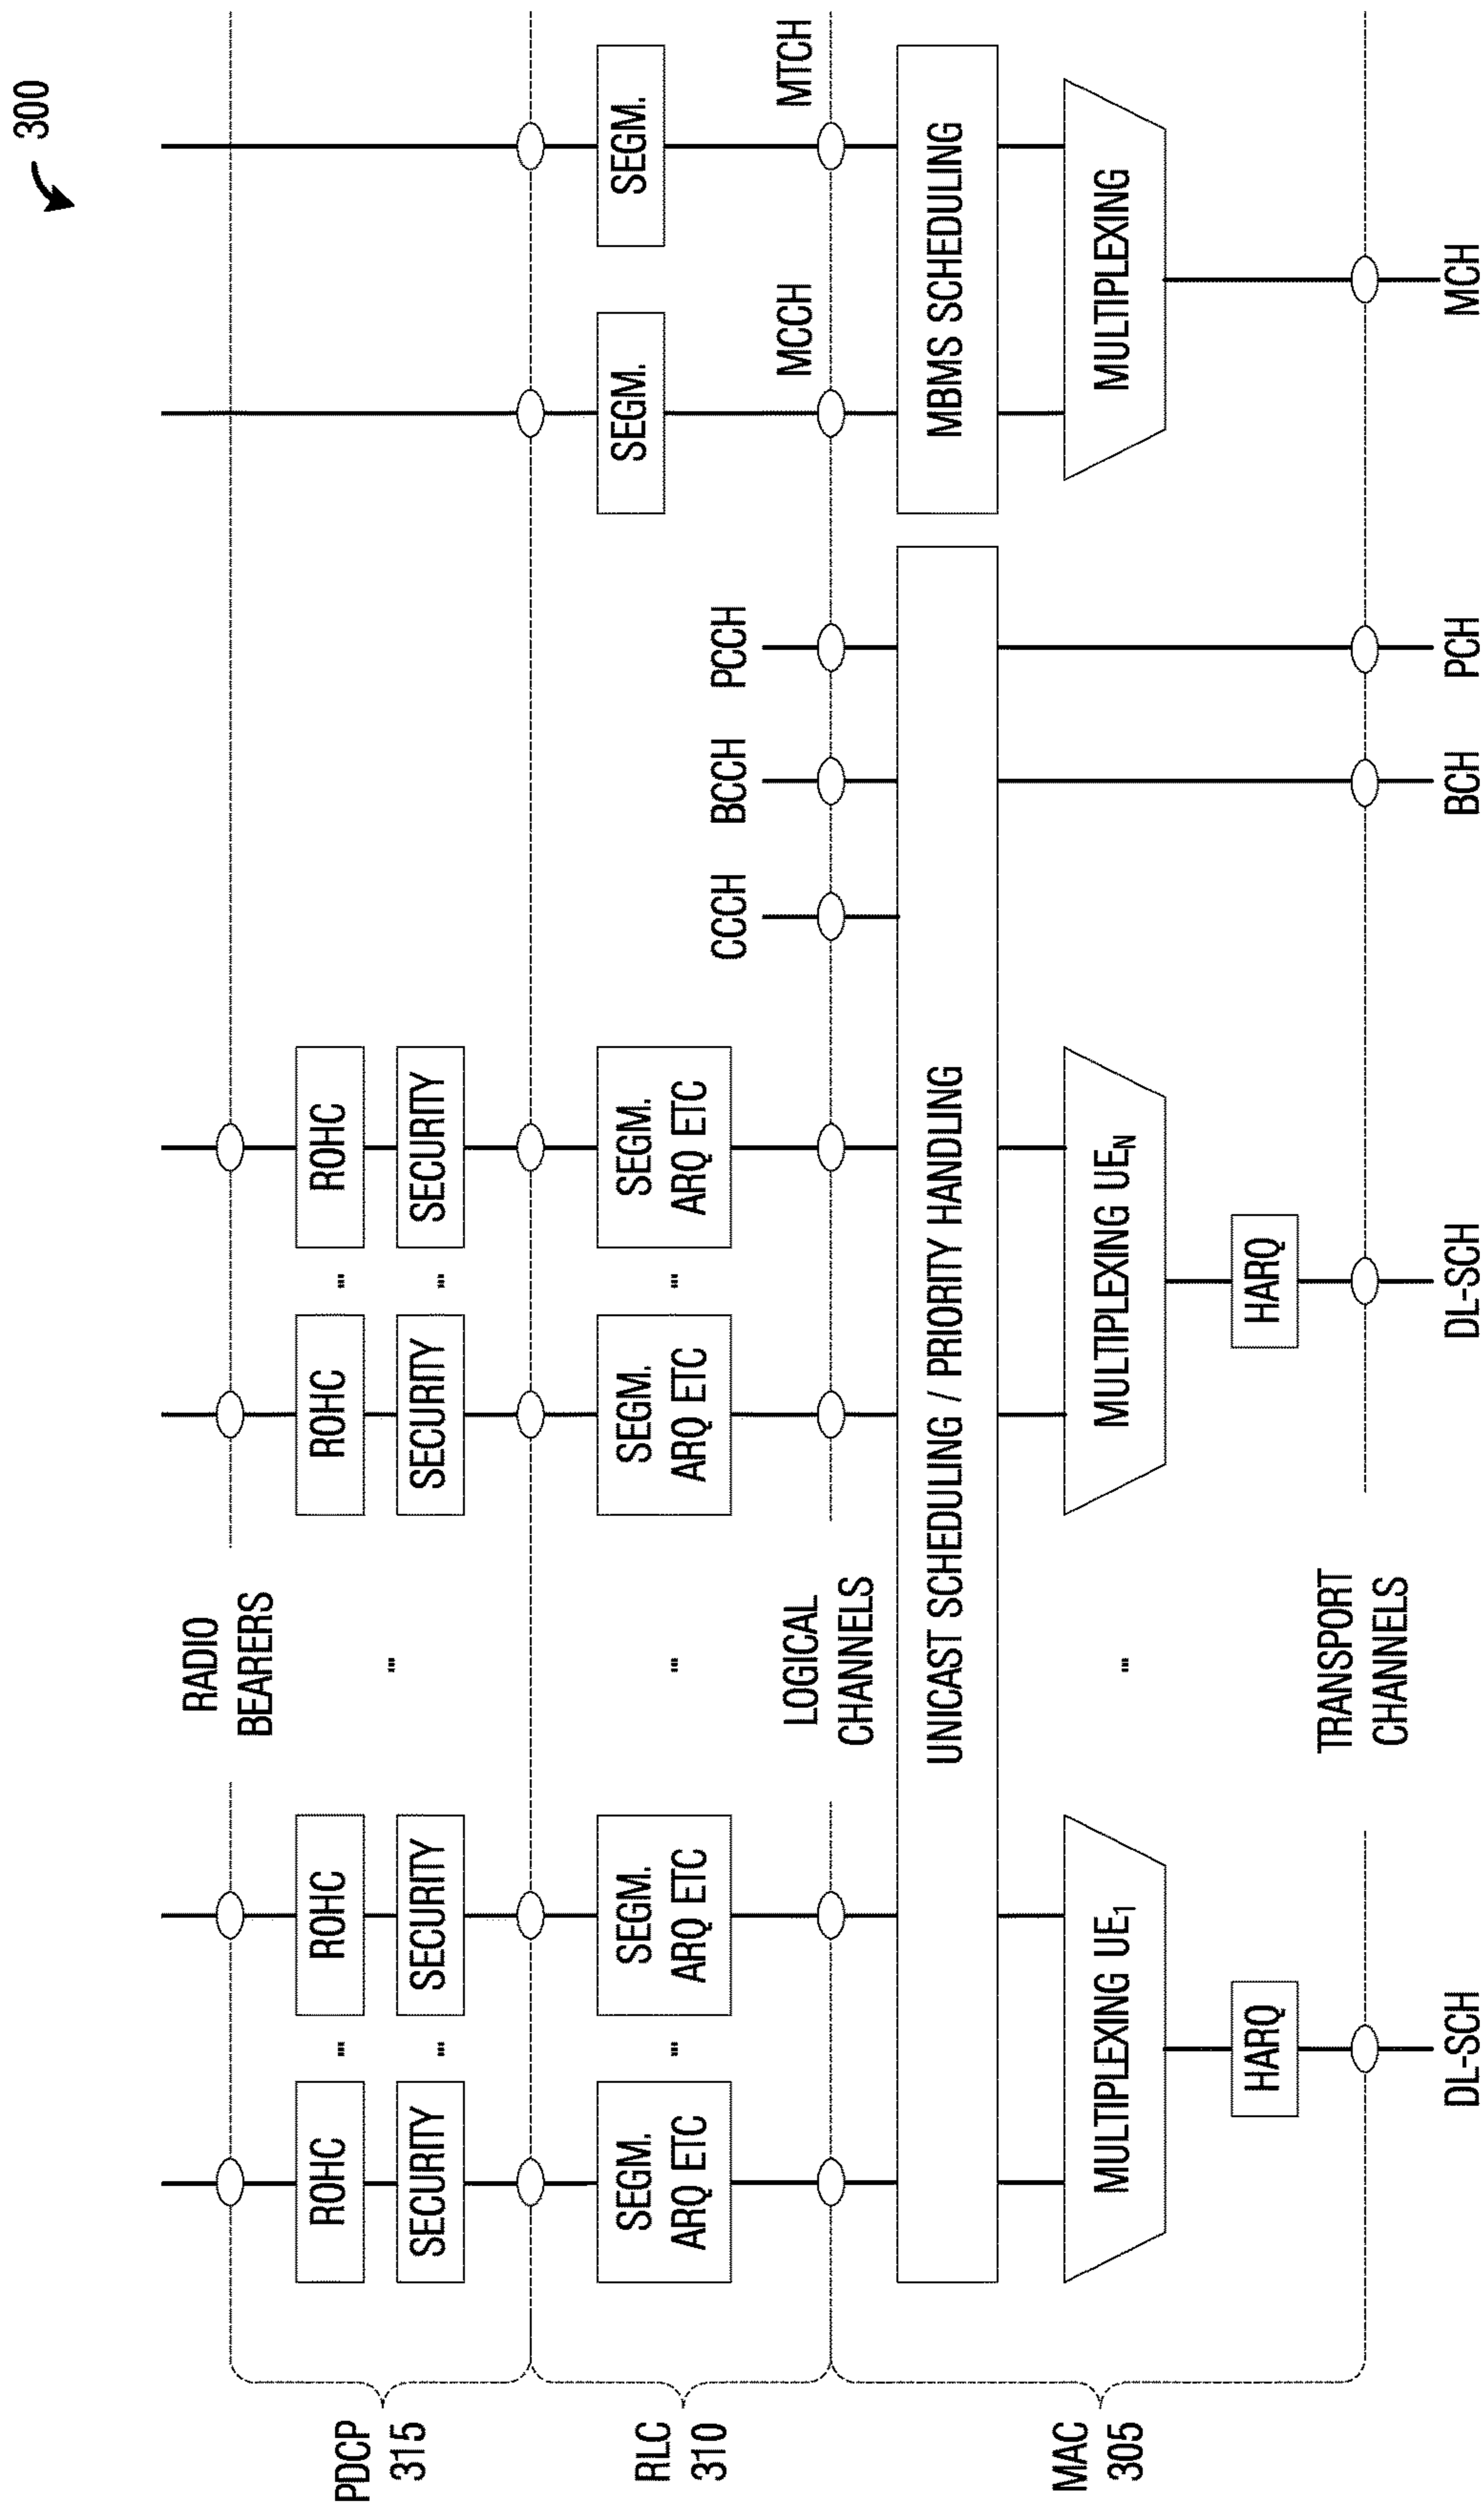 300
RADIO
BEARERS
ROHC
ROHC
ROHC
ROHC
...
...
PDCP
315
SECURITY
SECURITY
...
SECURITY
SECURITY
...
...
SEGM.
ARQ ETC
SEGM.
ARQ ETC
SEGM.
ARQ ETC
SEGM.
ARQ ETC
SEGM.
SEGM.
...
...
...
RLC
310
LOGICAL
CHANNELS
CCCH
BCCH
PCCH
MCCH
MTCH
UNICAST SCHEDULING / PRIORITY HANDLING
MBMS SCHEDULING
MAC
305
MULTIPLEXING UE1
...
MULTIPLEXING UEN
MULTIPLEXING
HARQ
HARQ
TRANSPORT
CHANNELS
DL-SCH
DL-SCH
BCH
PCH
MCH